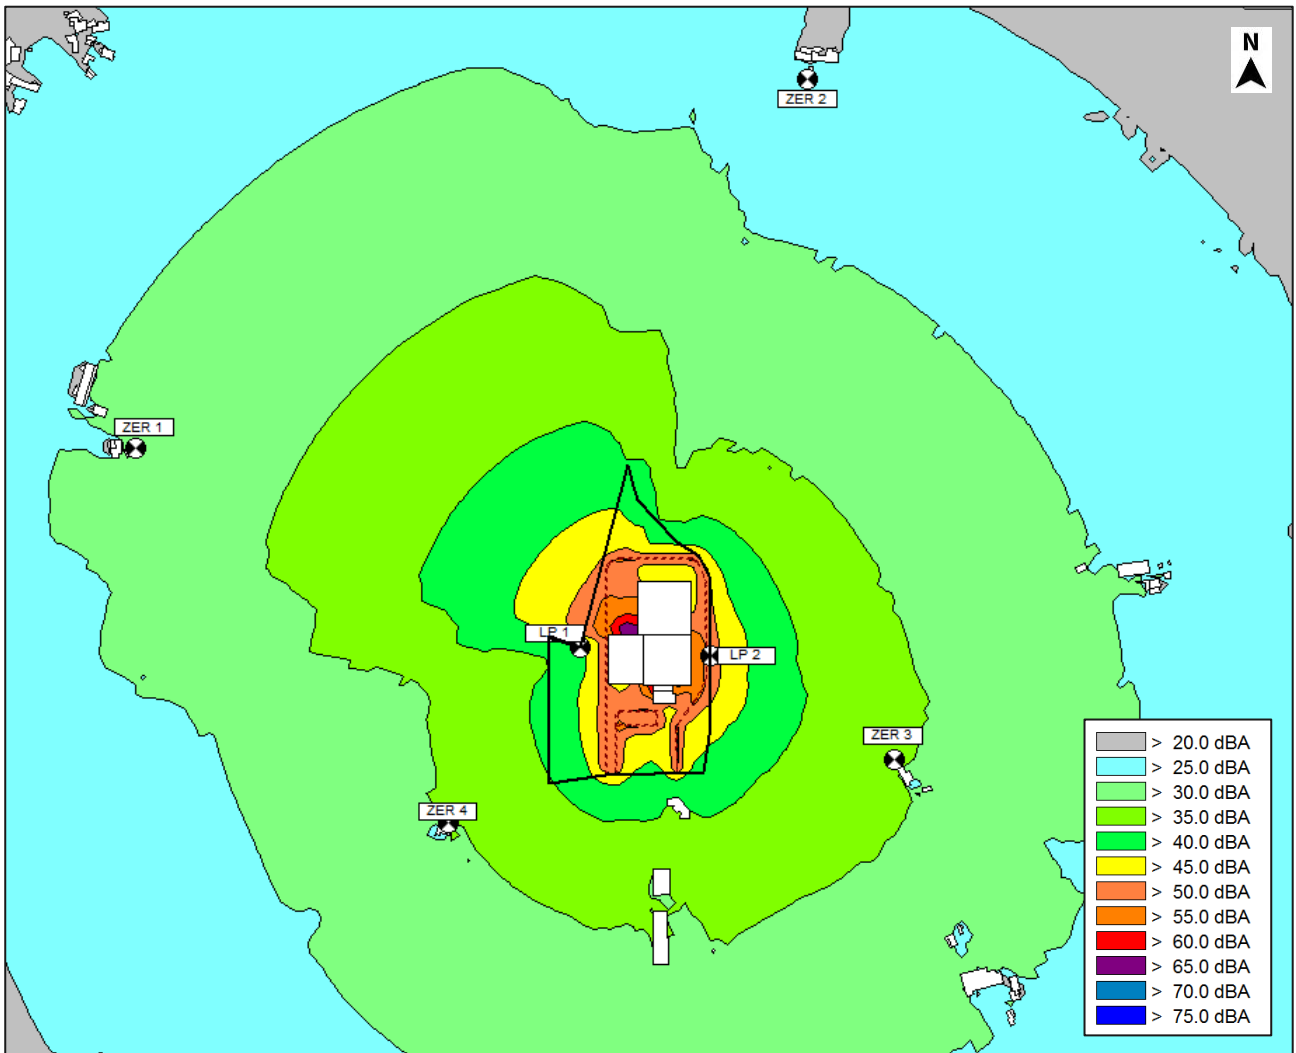 N
ZER 2
ZER 1
LP 1
LP 2
ZER 3
ZER 4
> 20.0 dBA
> 25.0 dBA
> 30.0 dBA
> 35.0 dBA
> 40.0 dBA
> 45.0 dBA
> 50.0 dBA
> 55.0 dBA
> 60.0 dBA
> 65.0 dBA
> 70.0 dBA
> 75.0 dBA